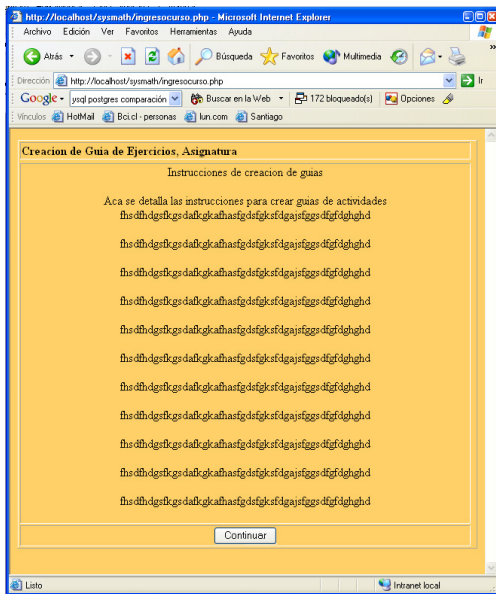 http://localhost/sysmath/ingresocurso.php - Microsoft Internet Explorer
Archivo Edición Ver Favoritos Herramientas Ayuda
Atrás Búsqueda Favoritos Multimedia
Dirección http://localhost/sysmath/ingresocurso.php Ir
Google ysql postgres comparación Buscar en la Web 172 bloqueado(s) Opciones
Vínculos HotMail Bci.cl - personas lun.com Santiago
Creacion de Guia de Ejercicios, Asignatura
Instrucciones de creacion de guias
Aca se detalla las instrucciones para crear guias de actividades
fhsdfhdgsfkgsdafkgkafhasfgdsfgksfdgajsfggsdfgfdghghd
fhsdfhdgsfkgsdafkgkafhasfgdsfgksfdgajsfggsdfgfdghghd
fhsdfhdgsfkgsdafkgkafhasfgdsfgksfdgajsfggsdfgfdghghd
fhsdfhdgsfkgsdafkgkafhasfgdsfgksfdgajsfggsdfgfdghghd
fhsdfhdgsfkgsdafkgkafhasfgdsfgksfdgajsfggsdfgfdghghd
fhsdfhdgsfkgsdafkgkafhasfgdsfgksfdgajsfggsdfgfdghghd
fhsdfhdgsfkgsdafkgkafhasfgdsfgksfdgajsfggsdfgfdghghd
fhsdfhdgsfkgsdafkgkafhasfgdsfgksfdgajsfggsdfgfdghghd
fhsdfhdgsfkgsdafkgkafhasfgdsfgksfdgajsfggsdfgfdghghd
fhsdfhdgsfkgsdafkgkafhasfgdsfgksfdgajsfggsdfgfdghghd
fhsdfhdgsfkgsdafkgkafhasfgdsfgksfdgajsfggsdfgfdghghd
Continuar
Listo Intranet local